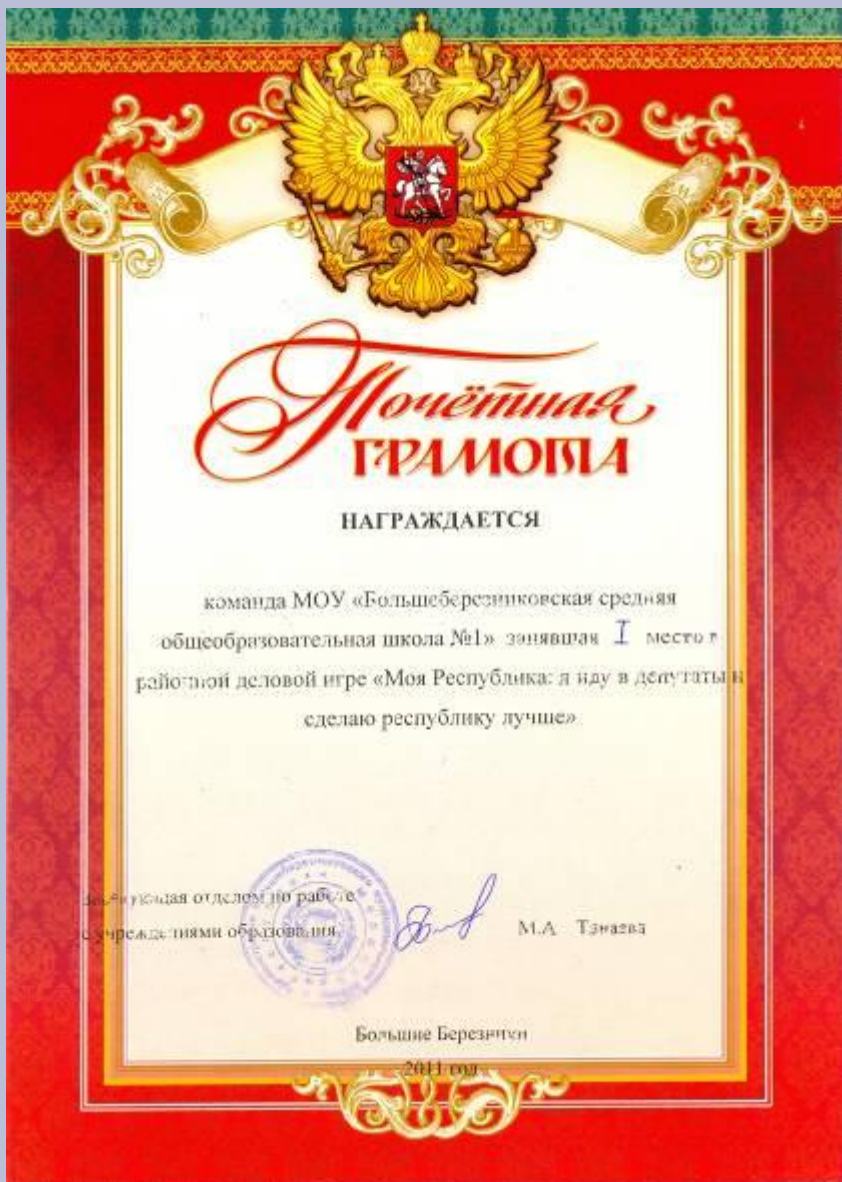 Почётная
ГРАМОТА
НАГРАЖДАЕТСЯ
команда МОУ «Большеберезниковская средняя
общеобразовательная школа №1» занявшая I место в
районной деловой игре «Моя Республика: я иду в депутаты и
сделаю республику лучше»
Заведующая отделом по работе
с учреждениями образования
М.А Танаева
Большие Березники
2011 год